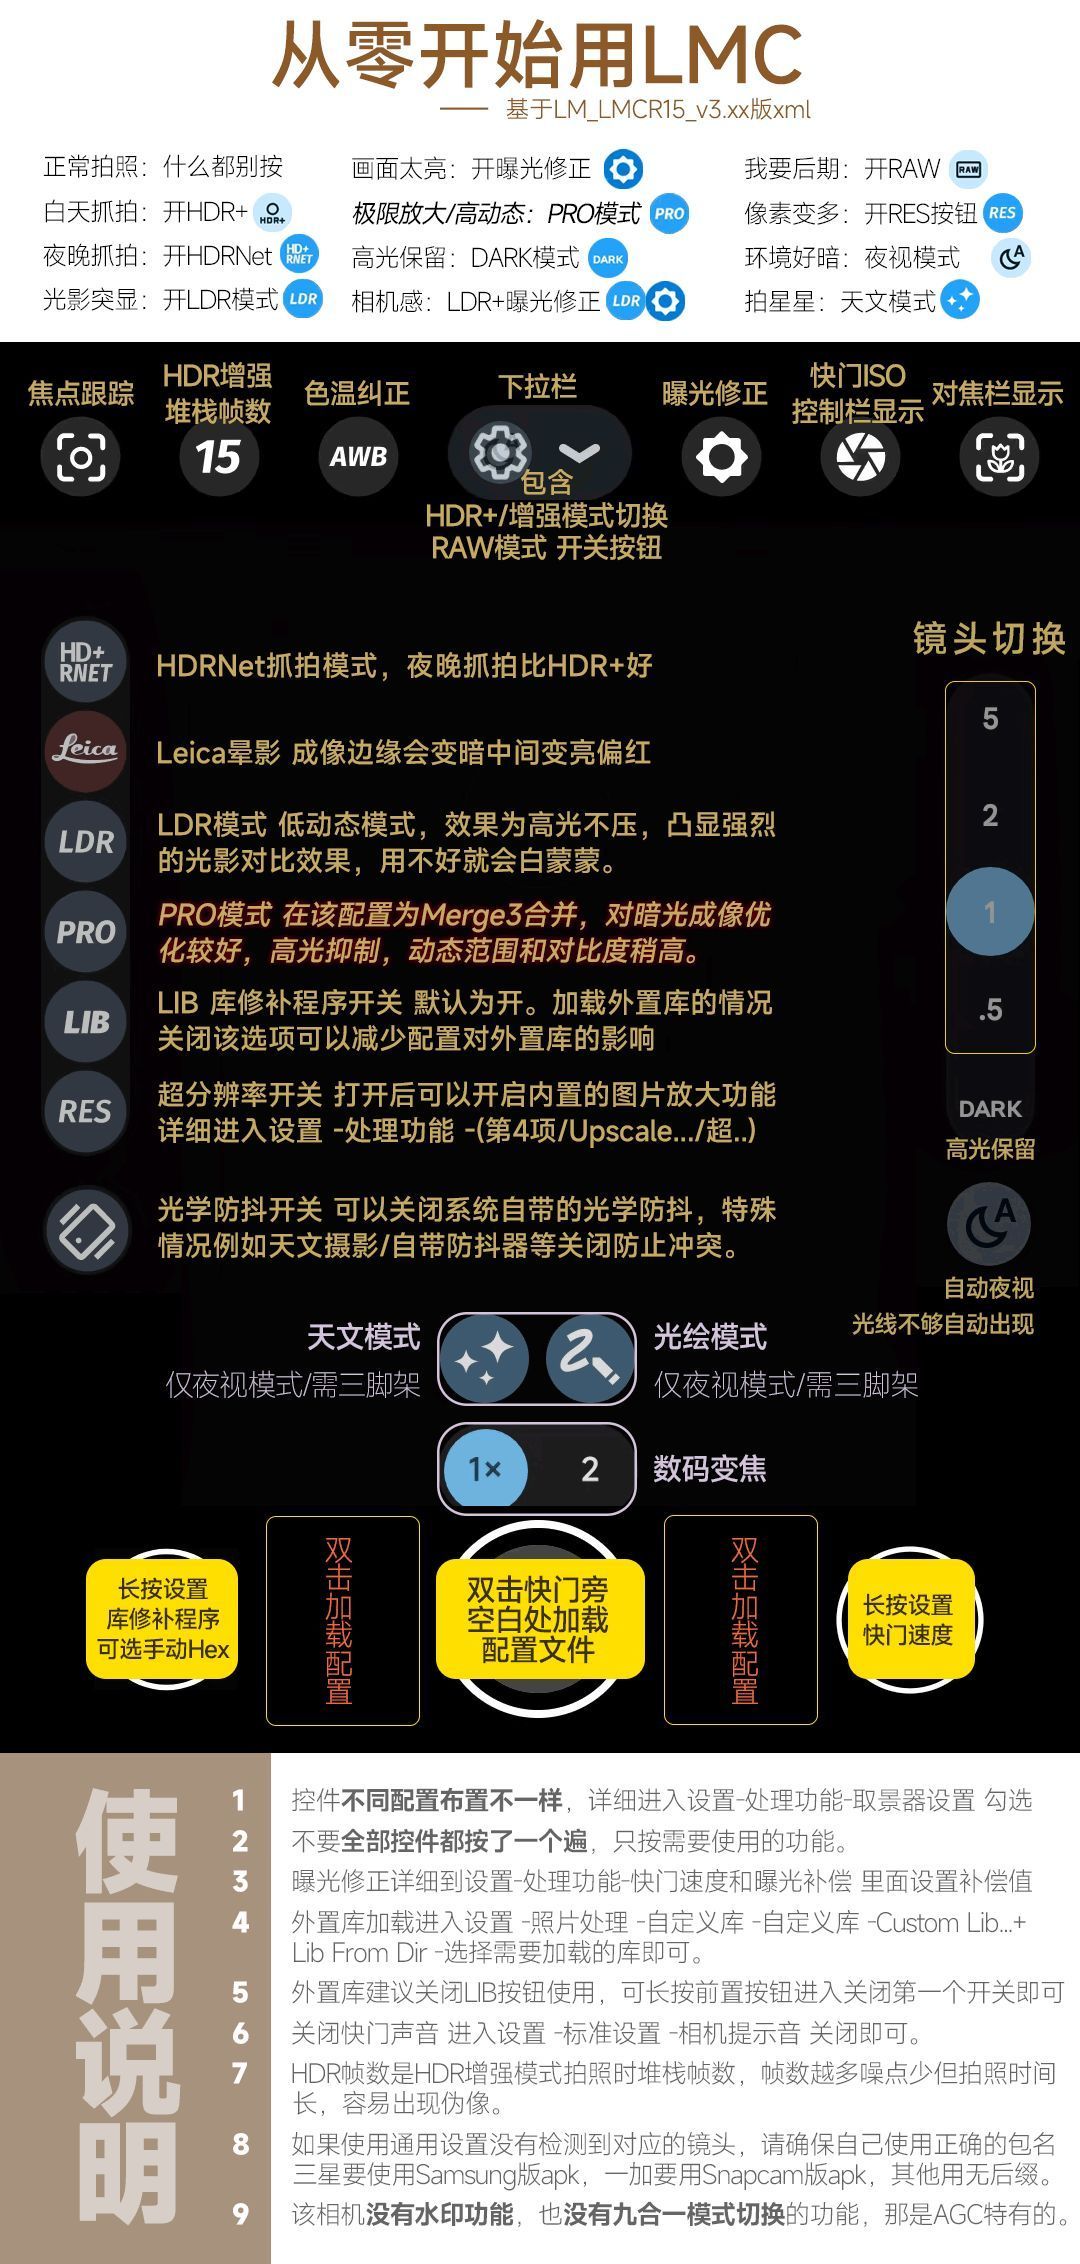 从零开始用LMC
—— 基于LM_LMCR15_v3.xx版xml
正常拍照：什么都别按
白天抓拍：开HDR+ HDR+
夜晚抓拍：开HDRNet HD+ RNET
光影突显：开LDR模式 LDR
画面太亮：开曝光修正
极限放大/高动态：PRO模式 PRO
高光保留：DARK模式 DARK
相机感：LDR+曝光修正 LDR
我要后期：开RAW RAW
像素变多：开RES按钮 RES
环境好暗：夜视模式 A
拍星星：天文模式
焦点跟踪
HDR增强
堆栈帧数
15
色温纠正
AWB
下拉栏
包含
HDR+/增强模式切换
RAW模式 开关按钮
曝光修正
快门ISO
控制栏显示
对焦栏显示
HD+
RNET
HDRNet抓拍模式，夜晚抓拍比HDR+好
Leica
Leica晕影 成像边缘会变暗中间变亮偏红
LDR
LDR模式 低动态模式，效果为高光不压，凸显强烈
的光影对比效果，用不好就会白蒙蒙。
PRO
PRO模式 在该配置为Merge3合并，对暗光成像优
化较好，高光抑制，动态范围和对比度稍高。
LIB
LIB 库修补程序开关 默认为开。加载外置库的情况
关闭该选项可以减少配置对外置库的影响
RES
超分辨率开关 打开后可以开启内置的图片放大功能
详细进入设置 -处理功能 -(第4项/Upscale.../超..)
光学防抖开关 可以关闭系统自带的光学防抖，特殊
情况例如天文摄影/自带防抖器等关闭防止冲突。
镜头切换
5
2
1
.5
DARK
高光保留
A
自动夜视
光线不够自动出现
天文模式
仅夜视模式/需三脚架
光绘模式
仅夜视模式/需三脚架
1×
2
数码变焦
长按设置
库修补程序
可选手动Hex
双击加载配置
双击快门旁
空白处加载
配置文件
双击加载配置
长按设置
快门速度
使用说明
1 控件不同配置布置不一样，详细进入设置-处理功能-取景器设置 勾选
2 不要全部控件都按了一个遍，只按需要使用的功能。
3 曝光修正详细到设置-处理功能-快门速度和曝光补偿 里面设置补偿值
4 外置库加载进入设置 -照片处理 -自定义库 -自定义库 -Custom Lib...+
Lib From Dir -选择需要加载的库即可。
5 外置库建议关闭LIB按钮使用，可长按前置按钮进入关闭第一个开关即可
6 关闭快门声音 进入设置 -标准设置 -相机提示音 关闭即可。
7 HDR帧数是HDR增强模式拍照时堆栈帧数，帧数越多噪点少但拍照时间
长，容易出现伪像。
8 如果使用通用设置没有检测到对应的镜头，请确保自己使用正确的包名
三星要使用Samsung版apk，一加要用Snapcam版apk，其他用无后缀。
9 该相机没有水印功能，也没有九合一模式切换的功能，那是AGC特有的。